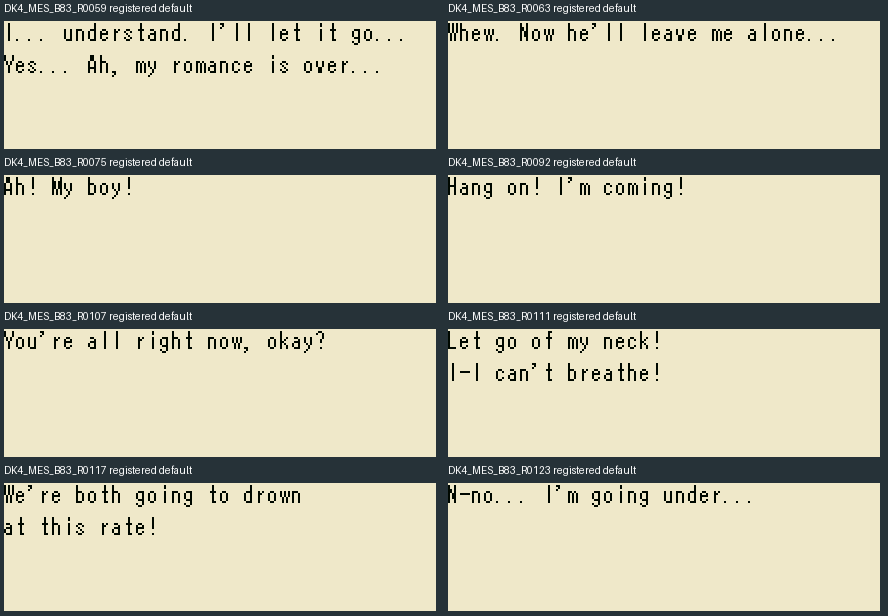 DK4_MES_B83_R0059 registered default
I... understand. I'll let it go...
Yes... Ah, my romance is over...
DK4_MES_B83_R0063 registered default
Whew. Now he'll leave me alone...
DK4_MES_B83_R0075 registered default
Ah! My boy!
DK4_MES_B83_R0092 registered default
Hang on! I'm coming!
DK4_MES_B83_R0107 registered default
You're all right now, okay?
DK4_MES_B83_R0111 registered default
Let go of my neck!
I-I can't breathe!
DK4_MES_B83_R0117 registered default
We're both going to drown
at this rate!
DK4_MES_B83_R0123 registered default
N-no... I'm going under...